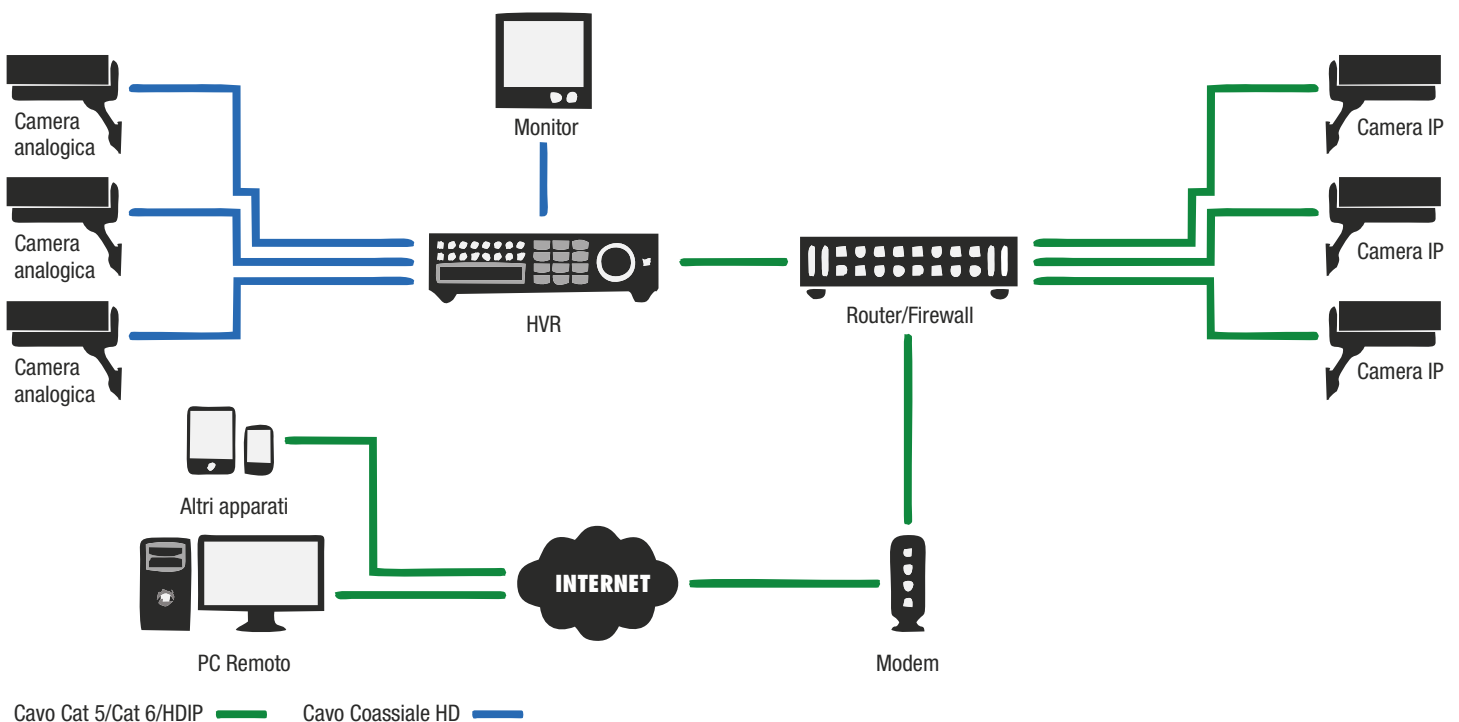 Monitor
Camera
analogica
Camera IP
Camera
analogica
Camera IP
HVR
Router/Firewall
Camera
analogica
Camera IP
Altri apparati
INTERNET
PC Remoto
Modem
Cavo Cat 5/Cat 6/HDIP
Cavo Coassiale HD